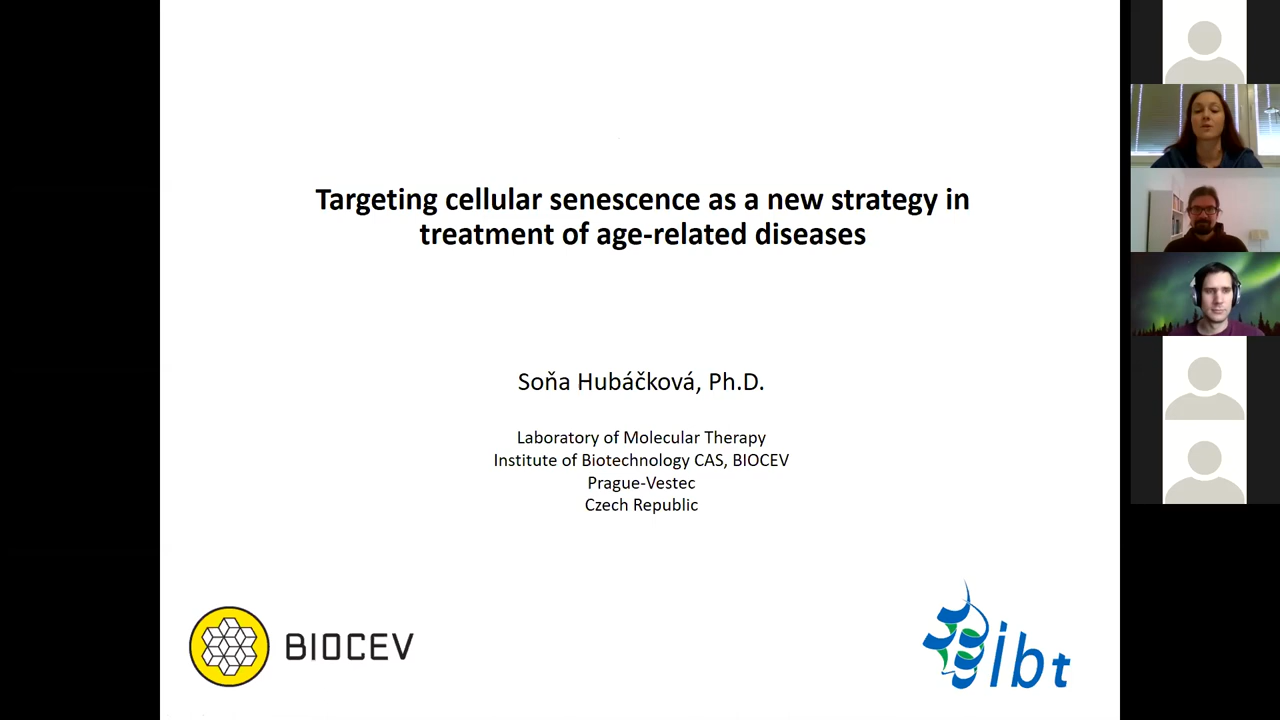 Targeting cellular senescence as a new strategy in
treatment of age-related diseases
Soňa Hubáčková, Ph.D.
Laboratory of Molecular Therapy
Institute of Biotechnology CAS, BIOCEV
Prague-Vestec
Czech Republic
BIOCEV
ibt